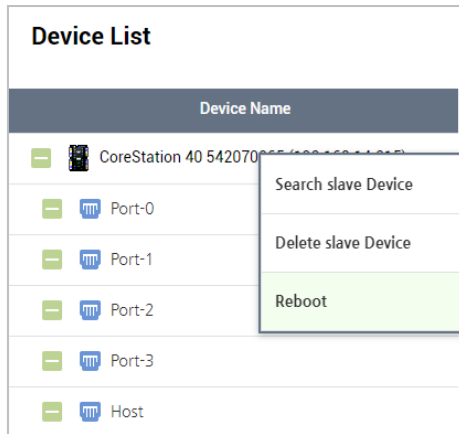 Device List
Device Name
CoreStation 40
Search slave Device
Port-0
Delete slave Device
Port-1
Reboot
Port-2
Port-3
Host